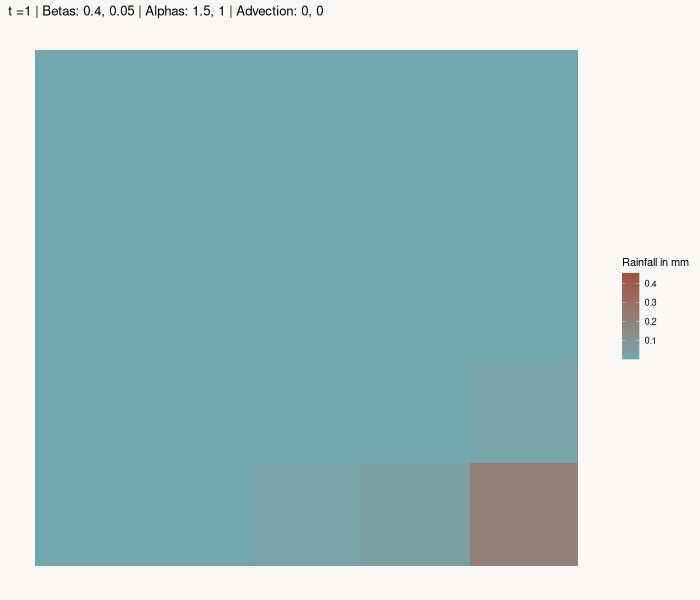 t =1 | Betas: 0.4, 0.05 | Alphas: 1.5, 1 | Advection: 0, 0
Rainfall in mm
0.4
0.3
0.2
0.1